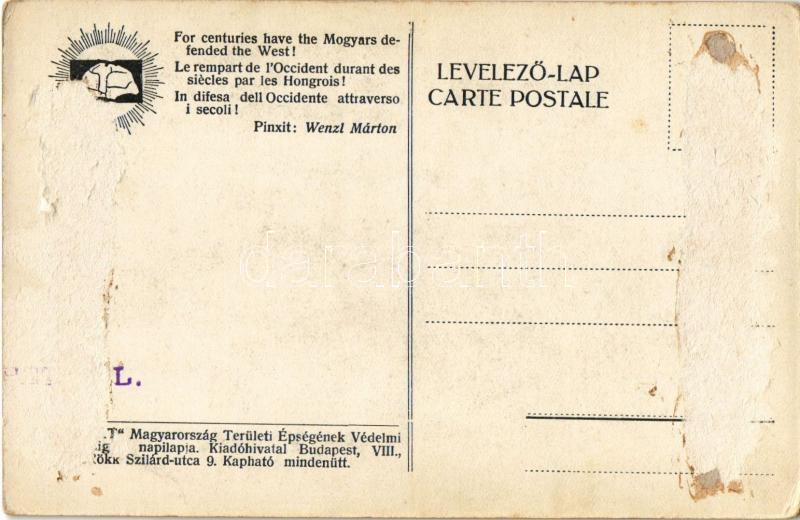 For centuries have the Mogyars de-
fended the West!
Le rempart de l'Occident durant des
siècles par les Hongrois!
In difesa dell Occidente attraverso
i secoli!
Pinxit: Wenzl Márton
LEVELEZŐ-LAP
CARTE POSTALE
darabanth
L.
T“ Magyarország Területi Épségének Védelmi
napilapja. Kiadóhivatal Budapest, VIII.,
Szilárd-utca 9. Kapható mindenütt.